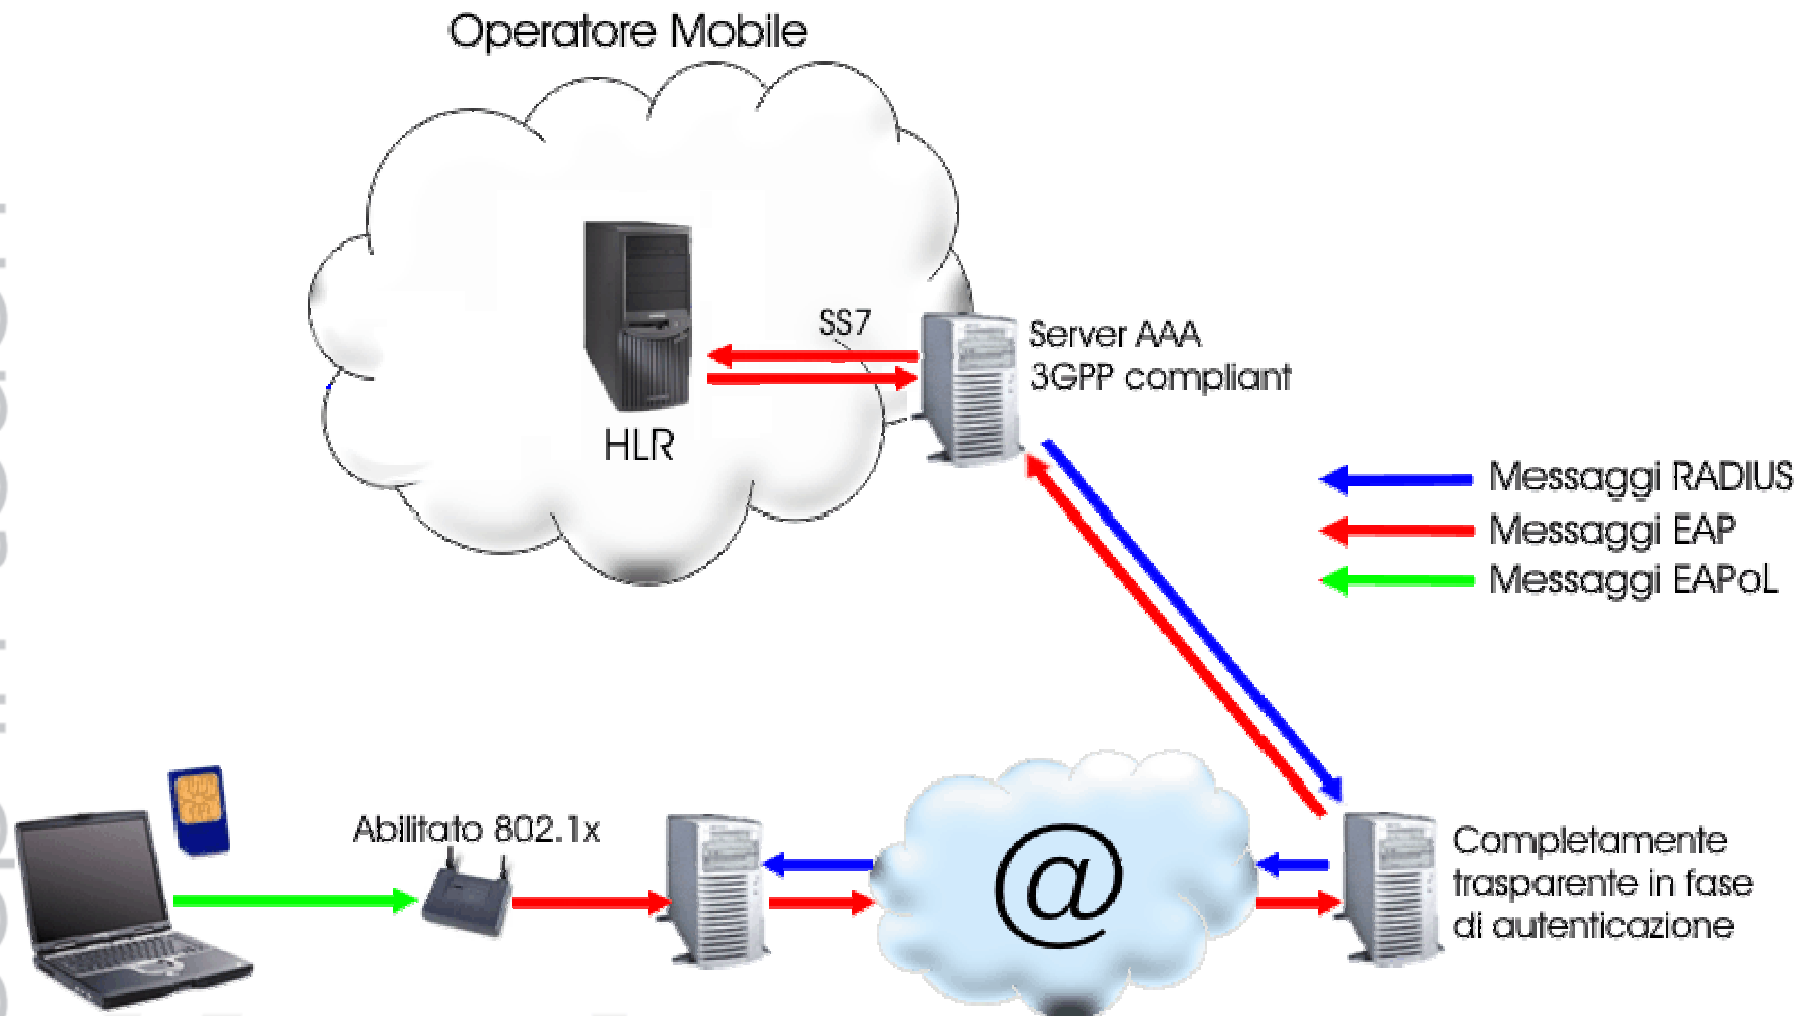 Operatore Mobile
SS7
Server AAA
3GPP compliant
HLR
Messaggi RADIUS
Messaggi EAP
Messaggi EAPoL
Abilitato 802.1x
@
Completamente
trasparente in fase
di autenticazione